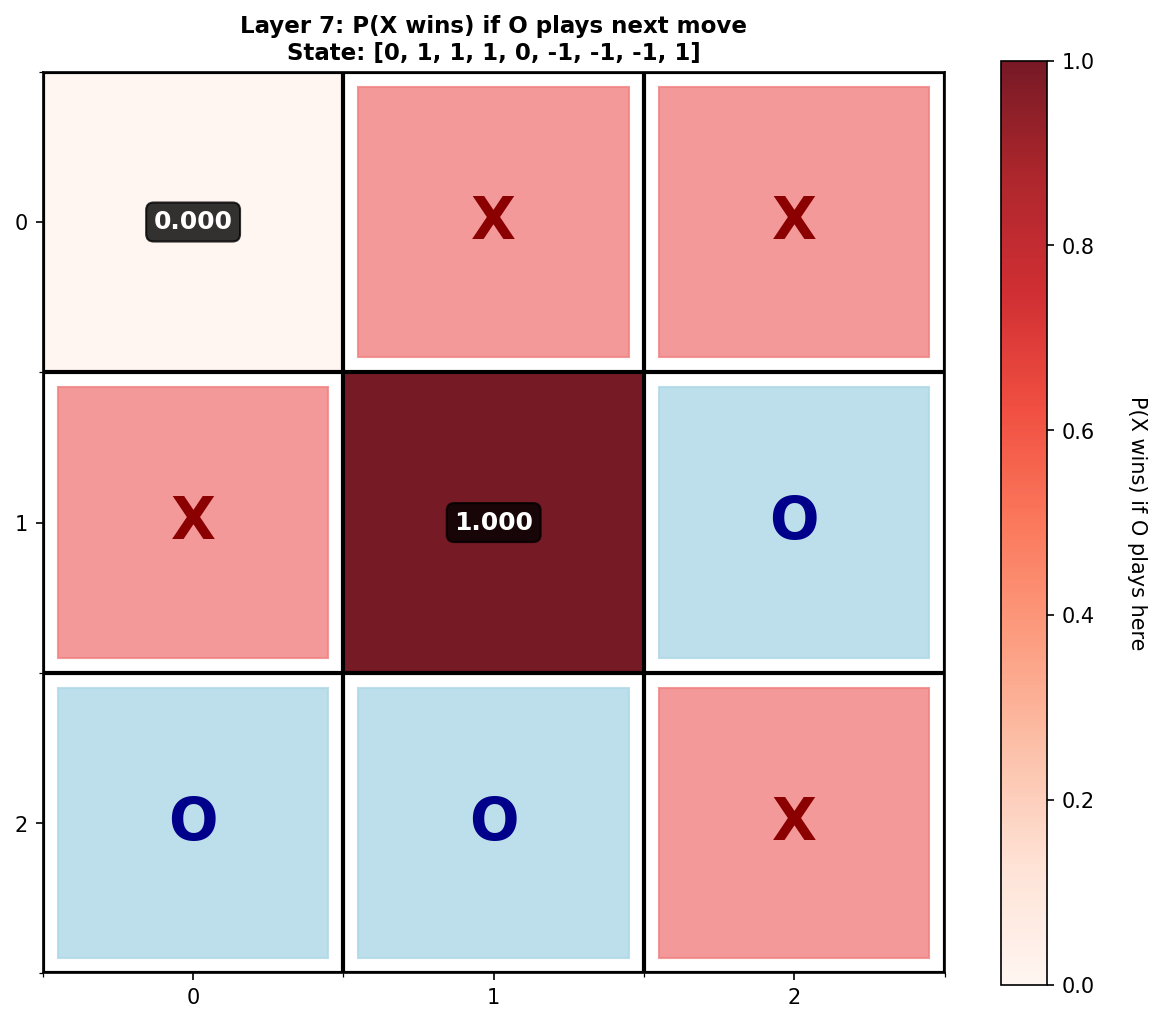 Layer 7: P(X wins) if O plays next move
State: [0, 1, 1, 1, 0, -1, -1, -1, 1]
0
0.000
X
X
1
X
1.000
O
2
O
O
X
0
1
2
1.0
0.8
0.6
0.4
0.2
0.0
P(X wins) if O plays here